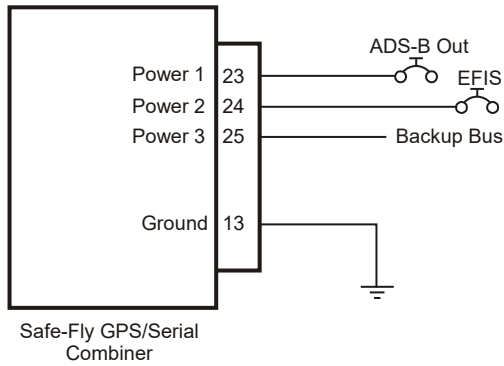 ADS-B Out
EFIS
Power 1 23
Power 2 24
Power 3 25 Backup Bus
Ground 13
Safe-Fly GPS/Serial
Combiner